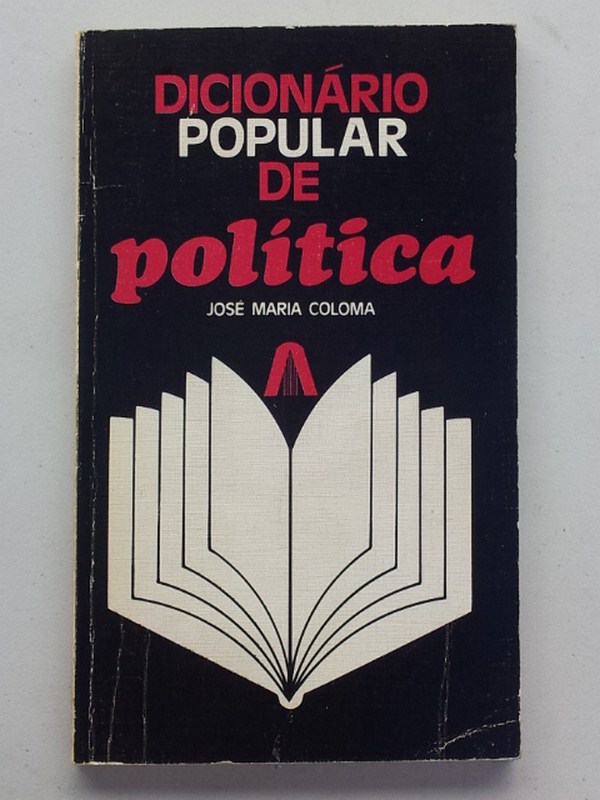 DICIONÁRIO
POPULAR
DE
política
JOSÉ MARIA COLOMA